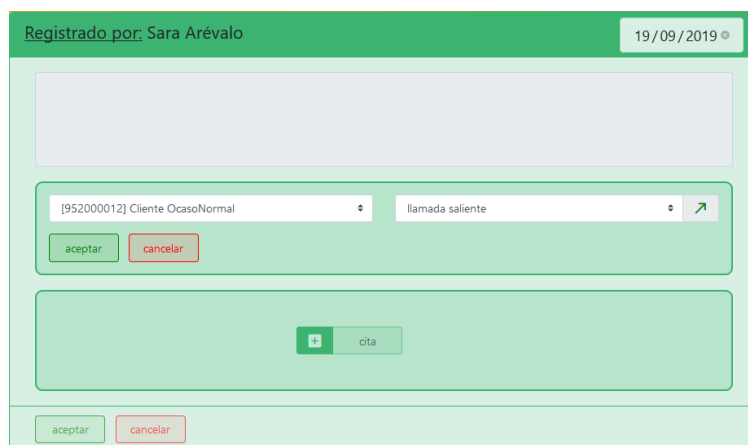 Registrado por: Sara Arévalo
19/09/2019
[952000012] Cliente OcasoNormal
llamada saliente
aceptar
cancelar
cita
aceptar
cancelar